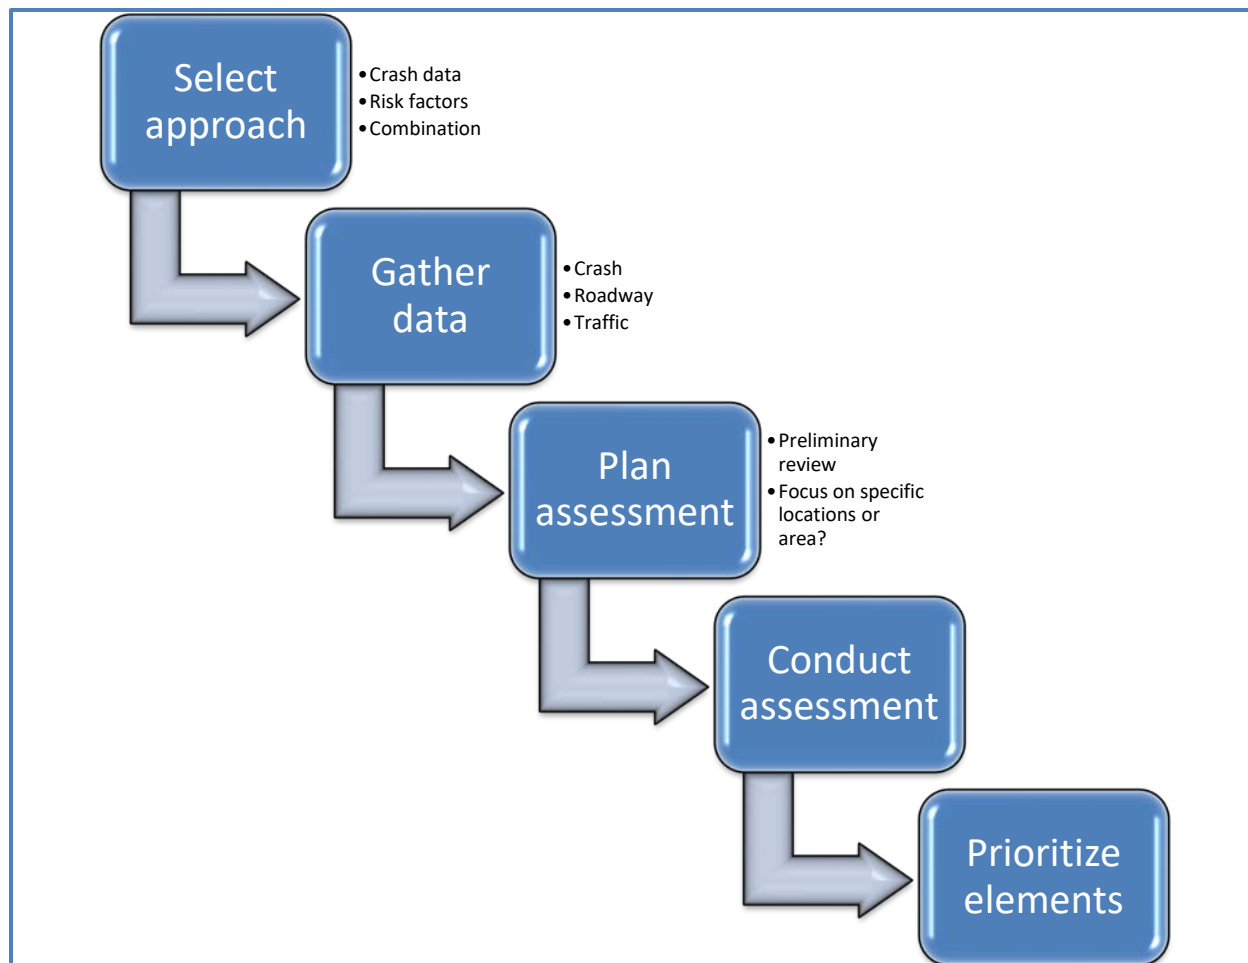 Select
approach
•Crash data
•Risk factors
•Combination
Gather
data
•Crash
•Roadway
•Traffic
Plan
assessment
•Preliminary
review
•Focus on specific
locations or
area?
Conduct
assessment
Prioritize
elements